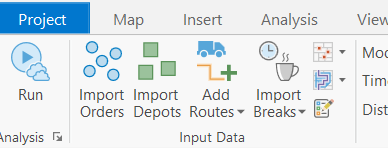 Project Map Insert Analysis View
Run
Import Orders
Import Depots
Add Routes
Import Breaks
Mod
Time
Dist
Analysis
Input Data